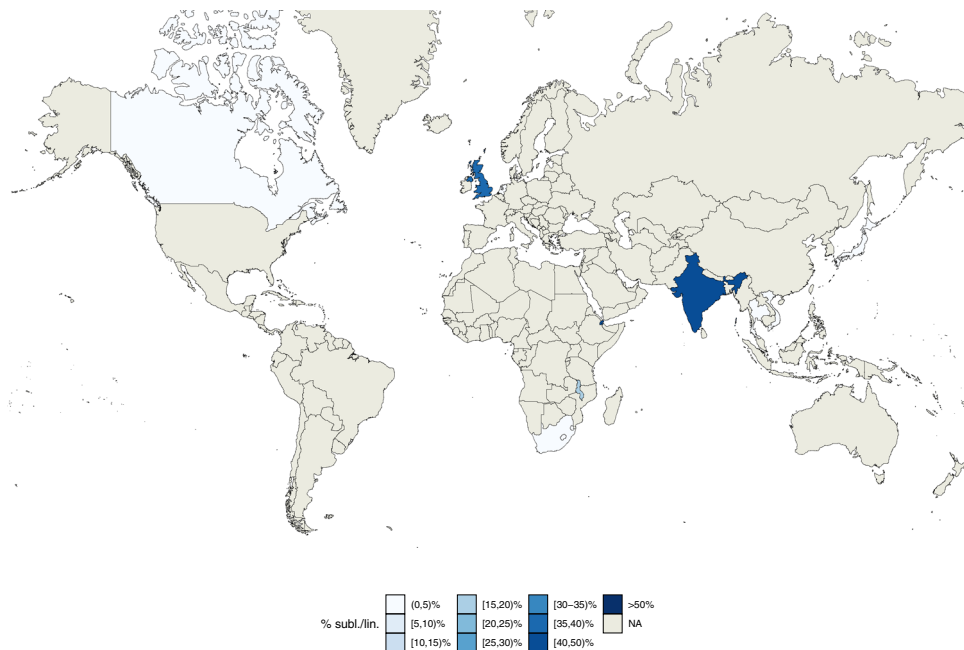 (0,5)% [15,20)% [30–35)% >50%
% subl./lin. [5,10)% [20,25)% [35,40)% NA
[10,15)% [25,30)% [40,50)%